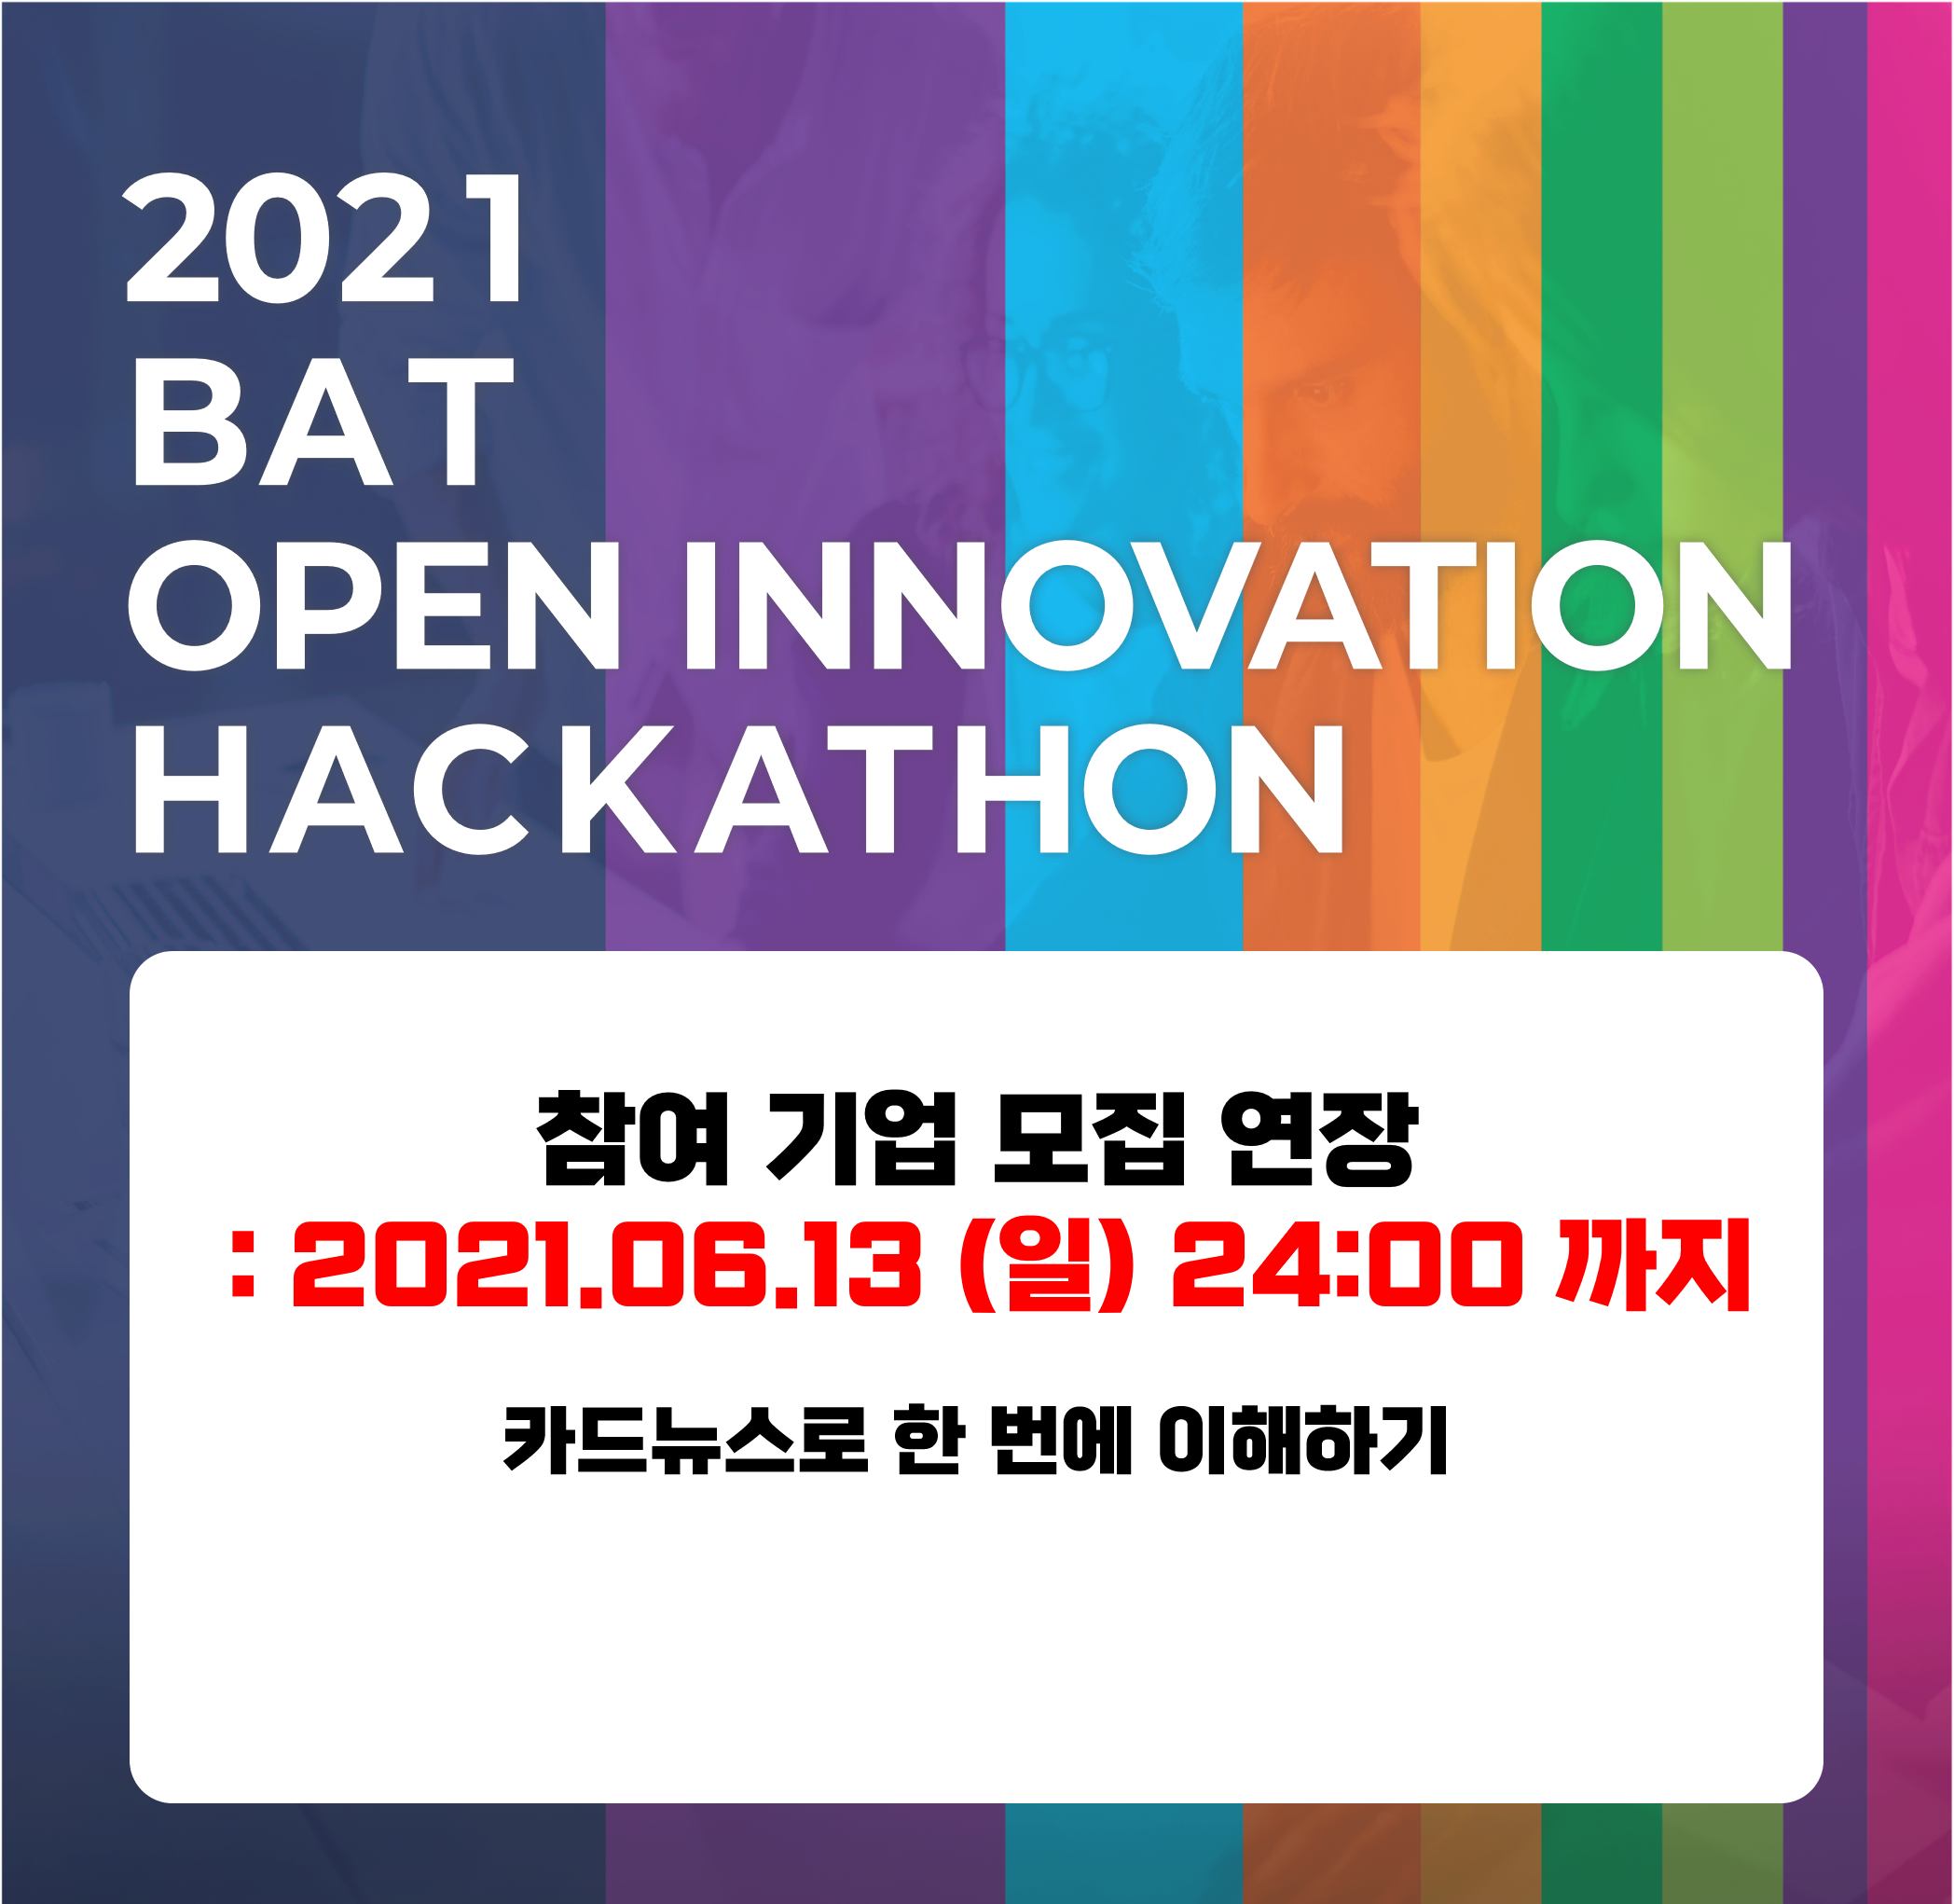 2021
BAT
OPEN INNOVATION
HACKATHON
참여 기업 모집 연장
: 2021.06.13 (일) 24:00 까지
카드뉴스로 한 번에 이해하기